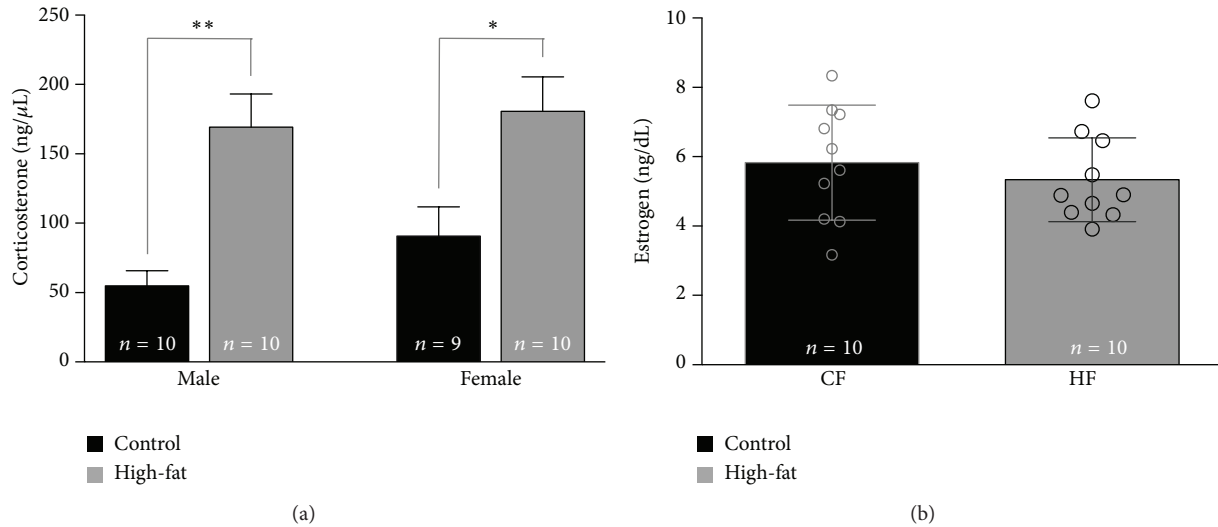 250
200
150
100
50
0
Corticosterone (ng/μL)
**
*
n = 10
n = 10
n = 9
n = 10
Male
Female
Control
High-fat
(a)
10
8
6
4
2
0
Estrogen (ng/dL)
n = 10
n = 10
CF
HF
Control
High-fat
(b)